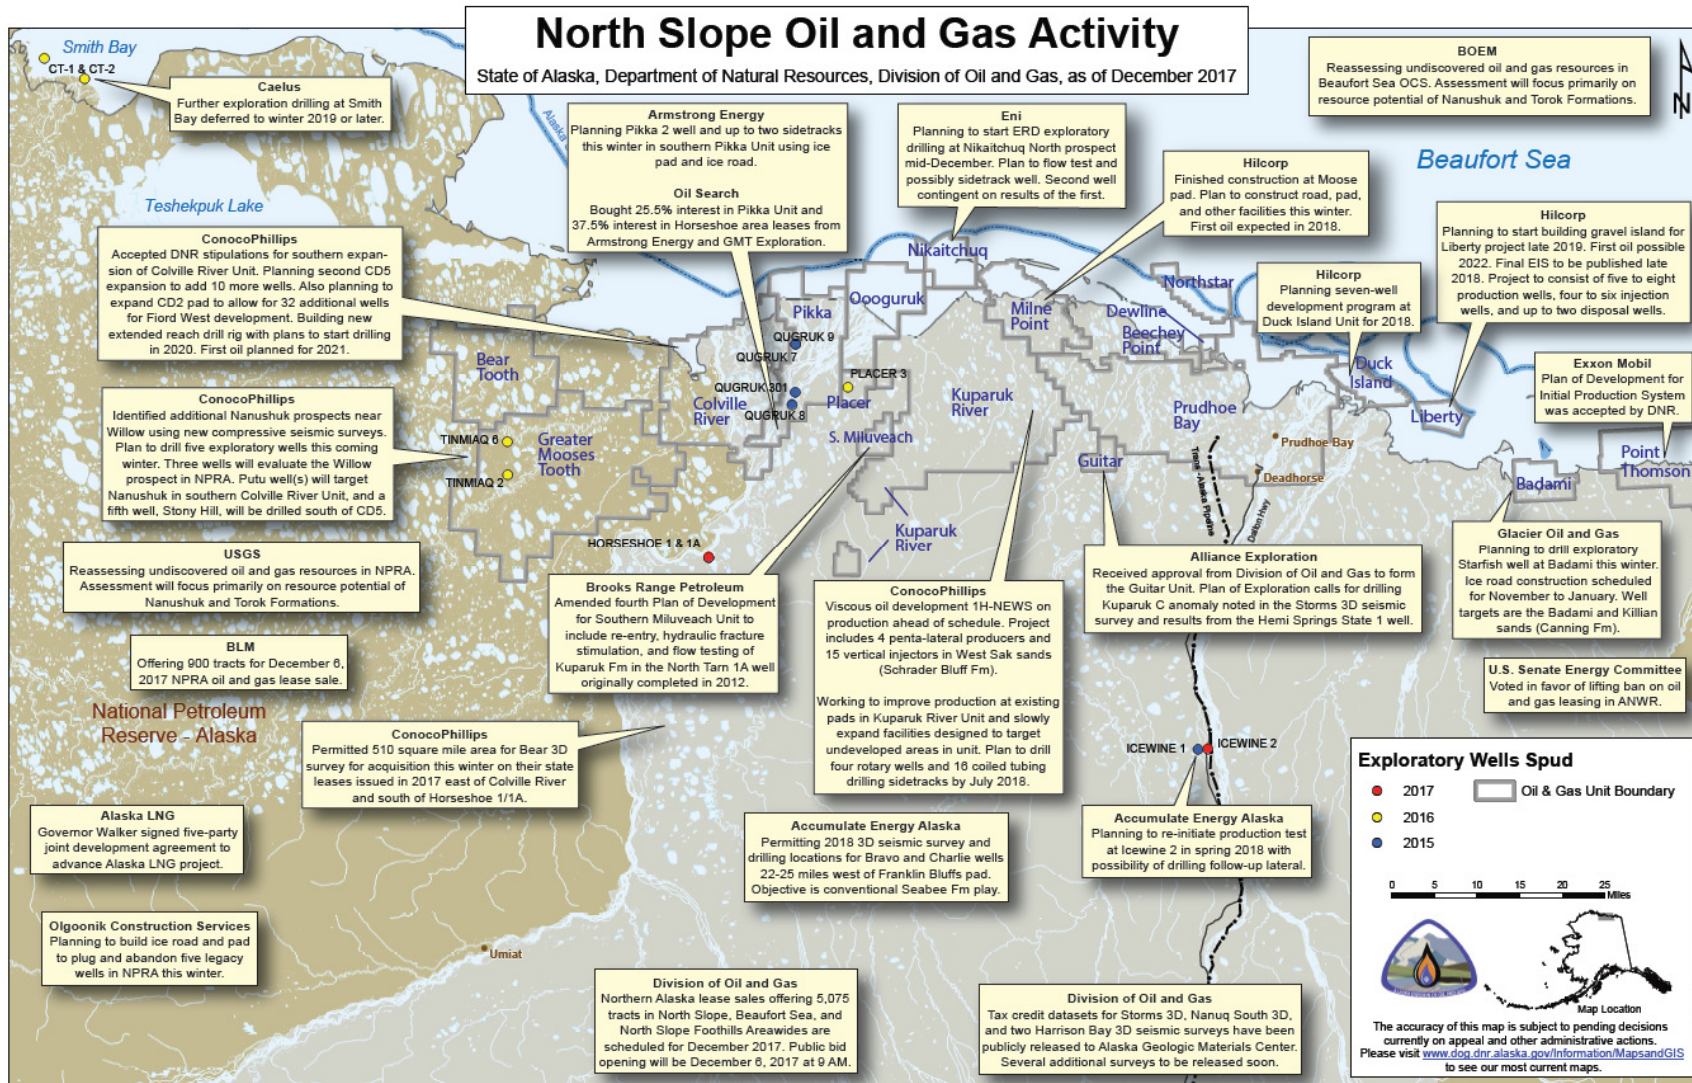 North Slope Oil and Gas Activity
State of Alaska, Department of Natural Resources, Division of Oil and Gas, as of December 2017
Smith Bay
CT-1 & CT-2
Caelus
Further exploration drilling at Smith
Bay deferred to winter 2019 or later.
Teshekpuk Lake
Armstrong Energy
Planning Pikka 2 well and up to two sidetracks
this winter in southern Pikka Unit using ice
pad and ice road.
Oil Search
Bought 25.5% interest in Pikka Unit and
37.5% interest in Horseshoe area leases from
Armstrong Energy and GMT Exploration.
Eni
Planning to start ERD exploratory
drilling at Nikaitchuq North prospect
mid-December. Plan to flow test and
possibly sidetrack well. Second well
contingent on results of the first.
Hilcorp
Finished construction at Moose
pad. Plan to construct road, pad,
and other facilities this winter.
First oil expected in 2018.
BOEM
Reassessing undiscovered oil and gas resources in
Beaufort Sea OCS. Assessment will focus primarily on
resource potential of Nanushuk and Torok Formations.
N
Beaufort Sea
Hilcorp
Planning to start building gravel island for
Liberty project late 2019. First oil possible
2022. Final EIS to be published late
2018. Project to consist of five to eight
production wells, four to six injection
wells, and up to two disposal wells.
Hilcorp
Planning seven-well
development program at
Duck Island Unit for 2018.
Exxon Mobil
Plan of Development for
Initial Production System
was accepted by DNR.
ConocoPhillips
Accepted DNR stipulations for southern expan-
sion of Colville River Unit. Planning second CD5
expansion to add 10 more wells. Also planning to
expand CD2 pad to allow for 32 additional wells
for Fiord West development. Building new
extended reach drill rig with plans to start drilling
in 2020. First oil planned for 2021.
ConocoPhillips
Identified additional Nanushuk prospects near
Willow using new compressive seismic surveys.
Plan to drill five exploratory wells this coming
winter. Three wells will evaluate the Willow
prospect in NPRA. Putu well(s) will target
Nanushuk in southern Colville River Unit, and a
fifth well, Stony Hill, will be drilled south of CD5.
USGS
Reassessing undiscovered oil and gas resources in NPRA.
Assessment will focus primarily on resource potential of
Nanushuk and Torok Formations.
BLM
Offering 900 tracts for December 6,
2017 NPRA oil and gas lease sale.
National Petroleum
Reserve - Alaska
Nikaitchuq
Oooguruk
Pikka
QUGRUK 9
QUGRUK 7
QUGRUK 301
QUGRUK 8
Colville
River
PLACER 3
Placer
S. Miluveach
Bear
Tooth
TINMIAQ 6
TINMIAQ 2
Greater
Mooses
Tooth
HORSESHOE 1 & 1A
Kuparuk
River
Kuparuk
River
Milne
Point
Northstar
Dewline
Beechey
Point
Prudhoe
Bay
Guitar
Prudhoe Bay
Deadhorse
Trans - Alaska Pipeline
Dalton Hwy
Duck
Island
Liberty
Badami
Point
Thomson
Brooks Range Petroleum
Amended fourth Plan of Development
for Southern Miluveach Unit to
include re-entry, hydraulic fracture
stimulation, and flow testing of
Kuparuk Fm in the North Tarn 1A well
originally completed in 2012.
ConocoPhillips
Viscous oil development 1H-NEWS on
production ahead of schedule. Project
includes 4 penta-lateral producers and
15 vertical injectors in West Sak sands
(Schrader Bluff Fm).
Working to improve production at existing
pads in Kuparuk River Unit and slowly
expand facilities designed to target
undeveloped areas in unit. Plan to drill
four rotary wells and 16 coiled tubing
drilling sidetracks by July 2018.
Alliance Exploration
Received approval from Division of Oil and Gas to form
the Guitar Unit. Plan of Exploration calls for drilling
Kuparuk C anomaly noted in the Storms 3D seismic
survey and results from the Hemi Springs State 1 well.
Glacier Oil and Gas
Planning to drill exploratory
Starfish well at Badami this winter.
Ice road construction scheduled
for November to January. Well
targets are the Badami and Killian
sands (Canning Fm).
U.S. Senate Energy Committee
Voted in favor of lifting ban on oil
and gas leasing in ANWR.
ConocoPhillips
Permitted 510 square mile area for Bear 3D
survey for acquisition this winter on their state
leases issued in 2017 east of Colville River
and south of Horseshoe 1/1A.
ICEWINE 1
ICEWINE 2
Alaska LNG
Governor Walker signed five-party
joint development agreement to
advance Alaska LNG project.
Accumulate Energy Alaska
Permitting 2018 3D seismic survey and
drilling locations for Bravo and Charlie wells
22-25 miles west of Franklin Bluffs pad.
Objective is conventional Seabee Fm play.
Accumulate Energy Alaska
Planning to re-initiate production test
at Icewine 2 in spring 2018 with
possibility of drilling follow-up lateral.
Olgoonik Construction Services
Planning to build ice road and pad
to plug and abandon five legacy
wells in NPRA this winter.
Umiat
Division of Oil and Gas
Northern Alaska lease sales offering 5,075
tracts in North Slope, Beaufort Sea, and
North Slope Foothills Areawides are
scheduled for December 2017. Public bid
opening will be December 6, 2017 at 9 AM.
Division of Oil and Gas
Tax credit datasets for Storms 3D, Nanuq South 3D,
and two Harrison Bay 3D seismic surveys have been
publicly released to Alaska Geologic Materials Center.
Several additional surveys to be released soon.
Exploratory Wells Spud
2017
Oil & Gas Unit Boundary
2016
2015
0 5 10 15 20 25
Miles
Map Location
The accuracy of this map is subject to pending decisions
currently on appeal and other administrative actions.
Please visit www.dog.dnr.alaska.gov/Information/MapsandGIS
to see our most current maps.